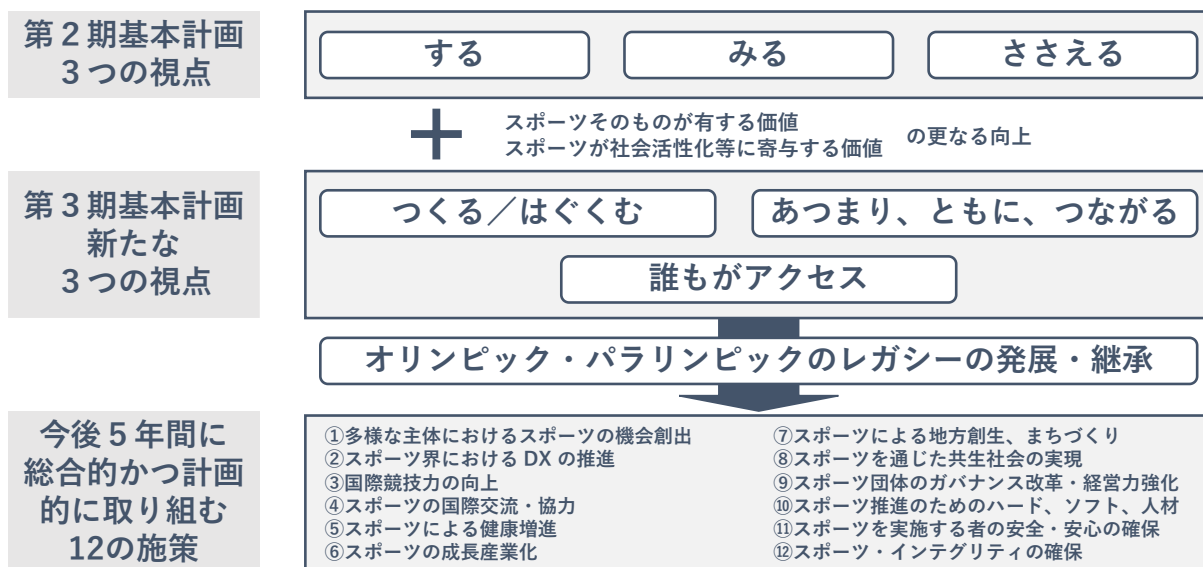 第２期基本計画
３つの視点
する
みる
ささえる
＋
スポーツそのものが有する価値
スポーツが社会活性化等に寄与する価値
の更なる向上
第３期基本計画
新たな
３つの視点
つくる／はぐくむ
あつまり、ともに、つながる
誰もがアクセス
オリンピック・パラリンピックのレガシーの発展・継承
今後５年間に
総合的かつ計画
的に取り組む
12の施策
①多様な主体におけるスポーツの機会創出
②スポーツ界における DX の推進
③国際競技力の向上
④スポーツの国際交流・協力
⑤スポーツによる健康増進
⑥スポーツの成長産業化
⑦スポーツによる地方創生、まちづくり
⑧スポーツを通じた共生社会の実現
⑨スポーツ団体のガバナンス改革・経営力強化
⑩スポーツ推進のためのハード、ソフト、人材
⑪スポーツを実施する者の安全・安心の確保
⑫スポーツ・インテグリティの確保